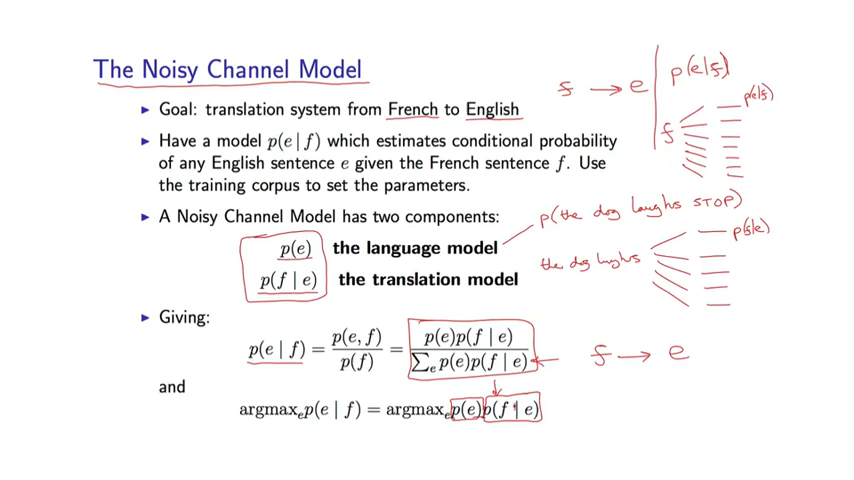 The Noisy Channel Model
► Goal: translation system from French to English
► Have a model p(e | f) which estimates conditional probability
of any English sentence e given the French sentence f. Use
the training corpus to set the parameters.
► A Noisy Channel Model has two components:
p(e) the language model
p(f | e) the translation model
► Giving:
p(e | f) = p(e, f) / p(f) = p(e)p(f | e) / ∑_e p(e)p(f | e)
and
argmax_e p(e | f) = argmax_e p(e)p(f | e)
f → e
p(e|f)
f
p(e|f)
p(the dog laughs STOP)
the dog laughs
p(f|e)
f → e